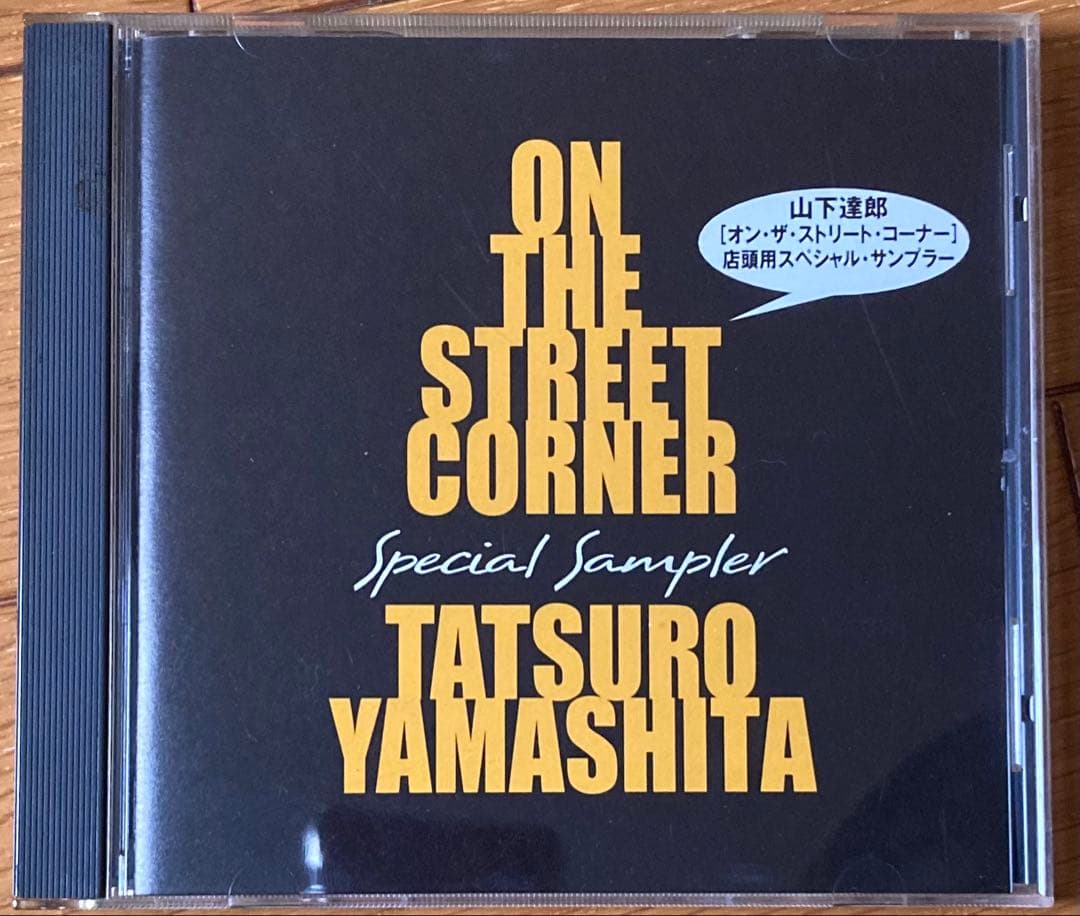 ON
THE
STREET
CORNER
Special Sampler
TATSURO
YAMASHITA
山下達郎
[オン・ザ・ストリート・コーナー]
店頭用スペシャル・サンプラー